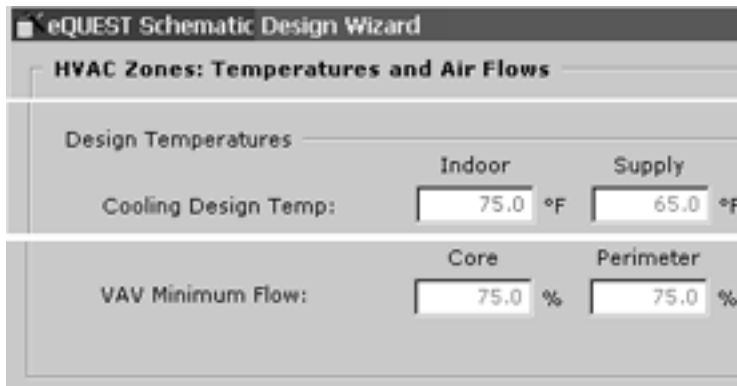 eQUEST Schematic Design Wizard
HVAC Zones: Temperatures and Air Flows
Design Temperatures
Indoor Supply
Cooling Design Temp: 75.0 °F 65.0 °F
Core Perimeter
VAV Minimum Flow: 75.0 % 75.0 %